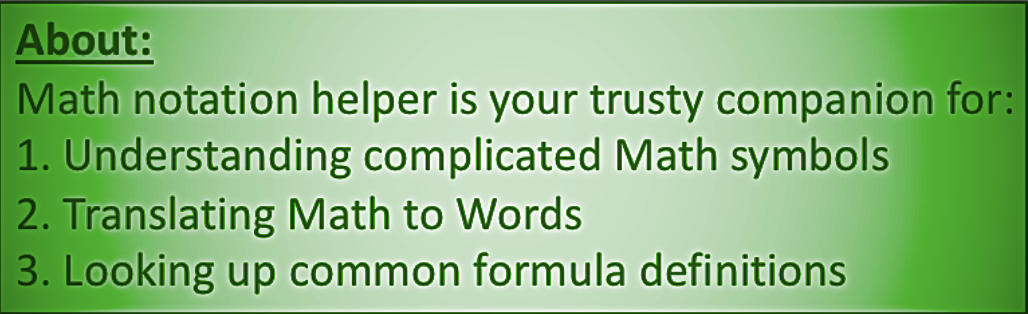 About:
Math notation helper is your trusty companion for:
1. Understanding complicated Math symbols
2. Translating Math to Words
3. Looking up common formula definitions